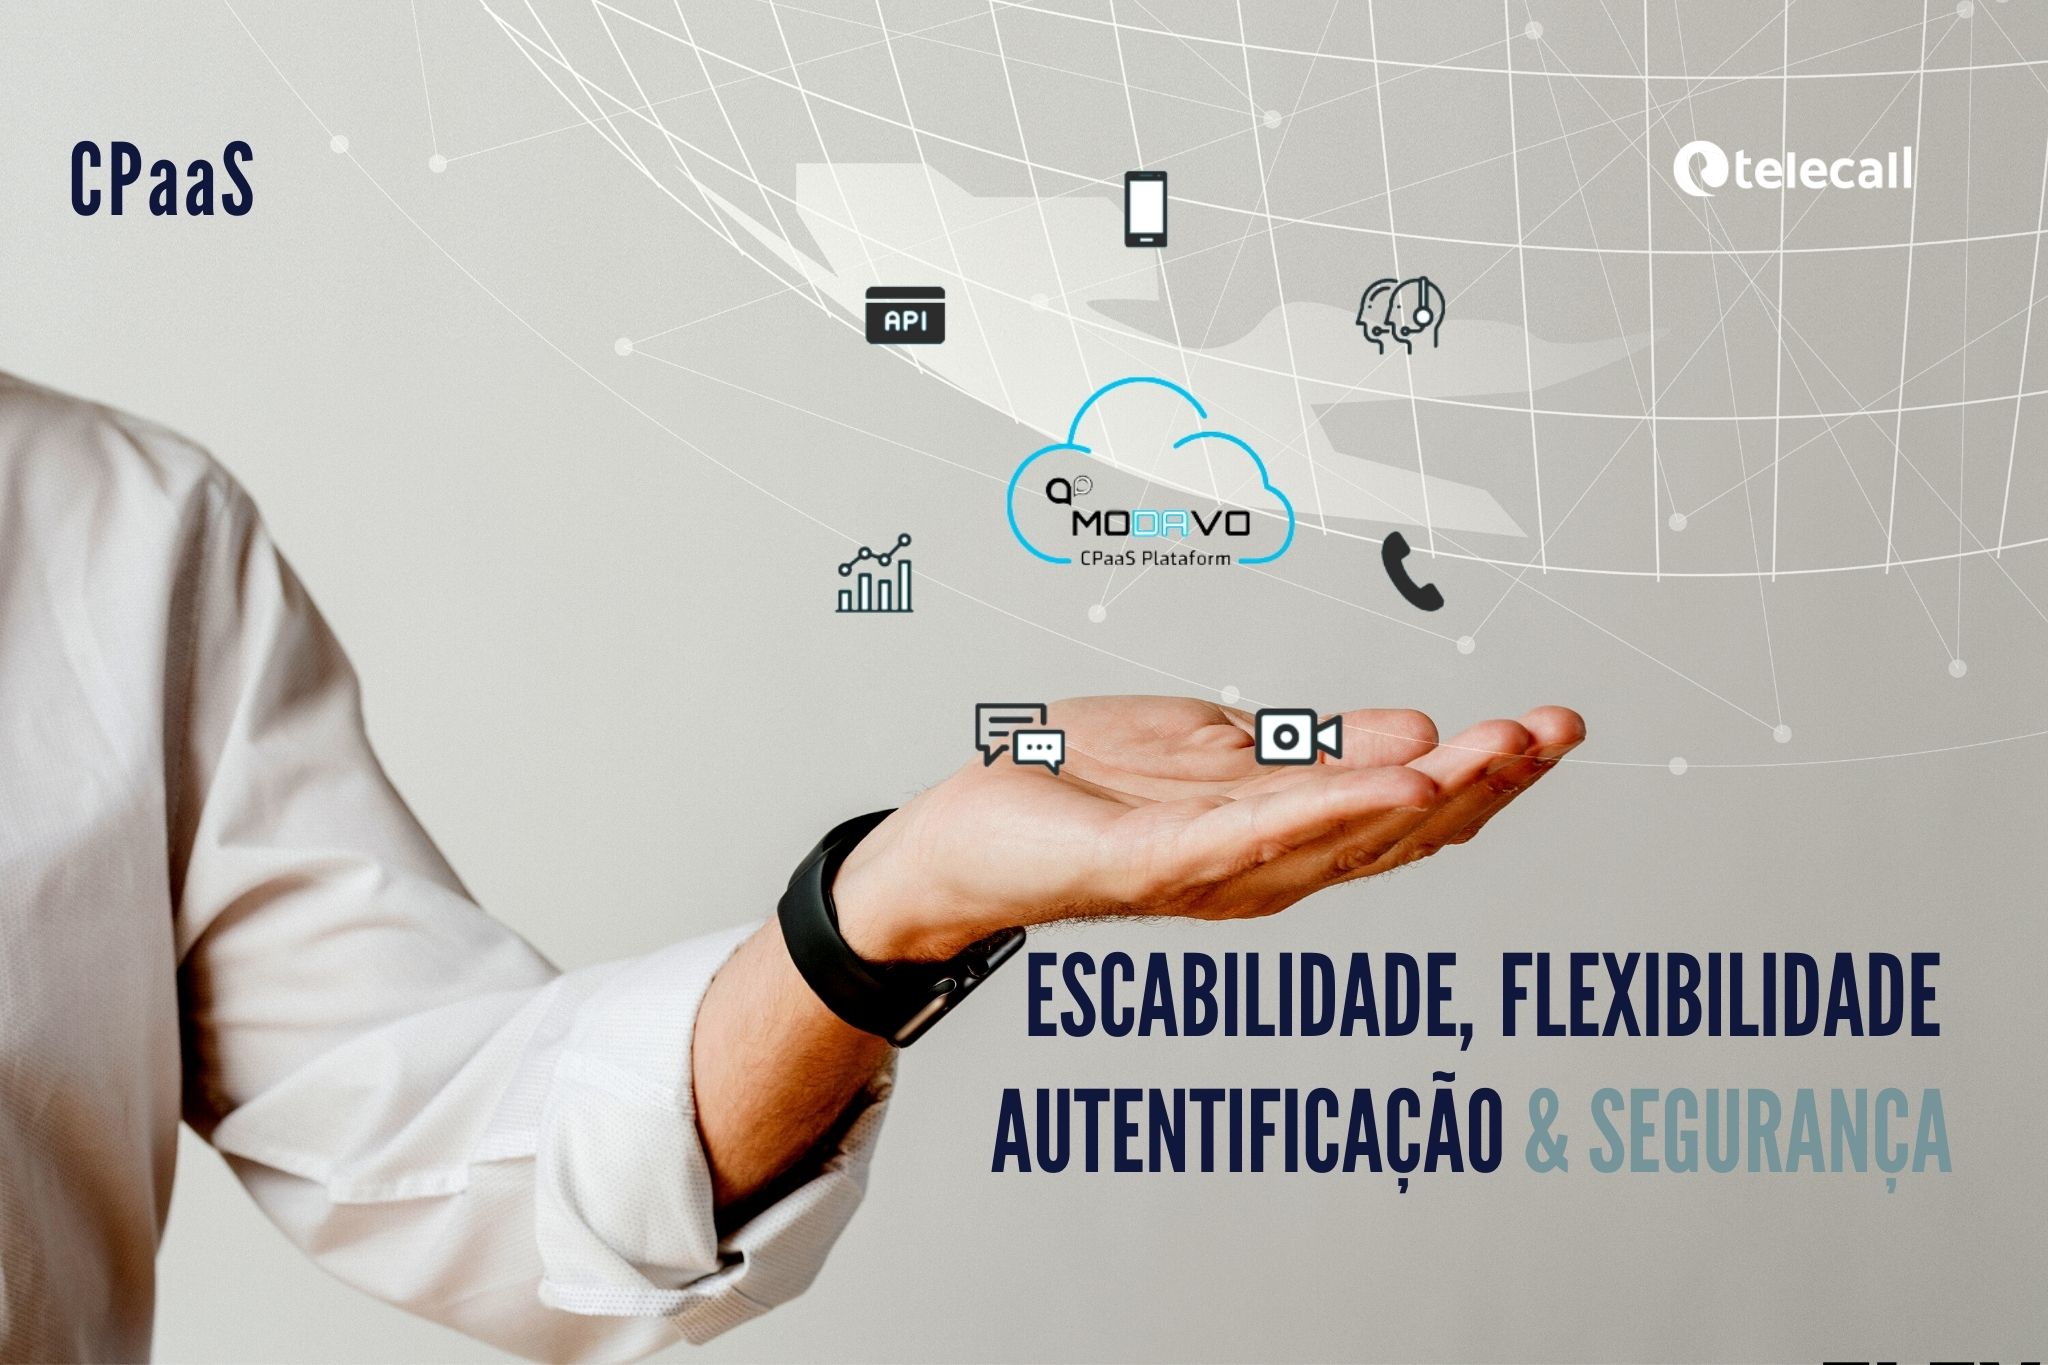 CPaaS
telecall
API
MODAVO
CPaaS Plataform
ESCABILIDADE, FLEXIBILIDADE
AUTENTIFICAÇÃO & SEGURANÇA